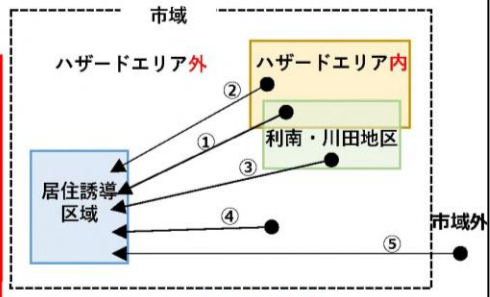 市域
ハザードエリア外
ハザードエリア内
②
①
利南・川田地区
③
居住誘導
区域
④
市域外
⑤